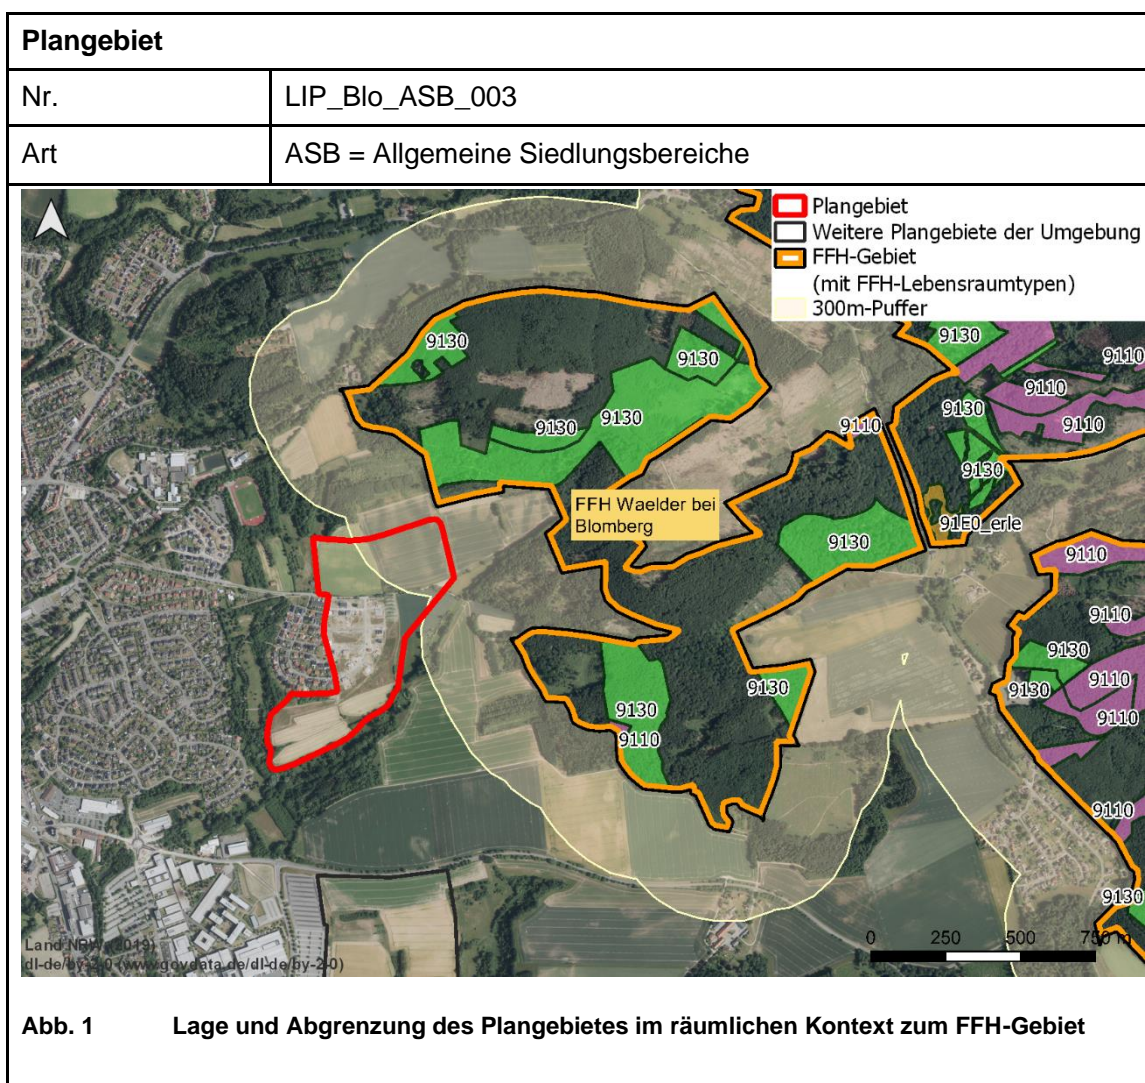 Plangebiet
Nr. LIP_Blo_ASB_003
Art ASB = Allgemeine Siedlungsbereiche
Plangebiet
Weitere Plangebiete der Umgebung
FFH-Gebiet
(mit FFH-Lebensraumtypen)
300m-Puffer
9130
9130
9110
9130
9130
9110
9130
9130
9110
9110
9130
FFH Waelder bei
Blomberg
91E0_erle
9130
9110
9110
9130
9130
9130
9110
9130
9110
9110
9110
9130
Land NRW (2019)
dl-de/by-2-0 (www.govdata.de/dl-de/by-2-0)
0 250 500 750 m
Abb. 1 Lage und Abgrenzung des Plangebietes im räumlichen Kontext zum FFH-Gebiet